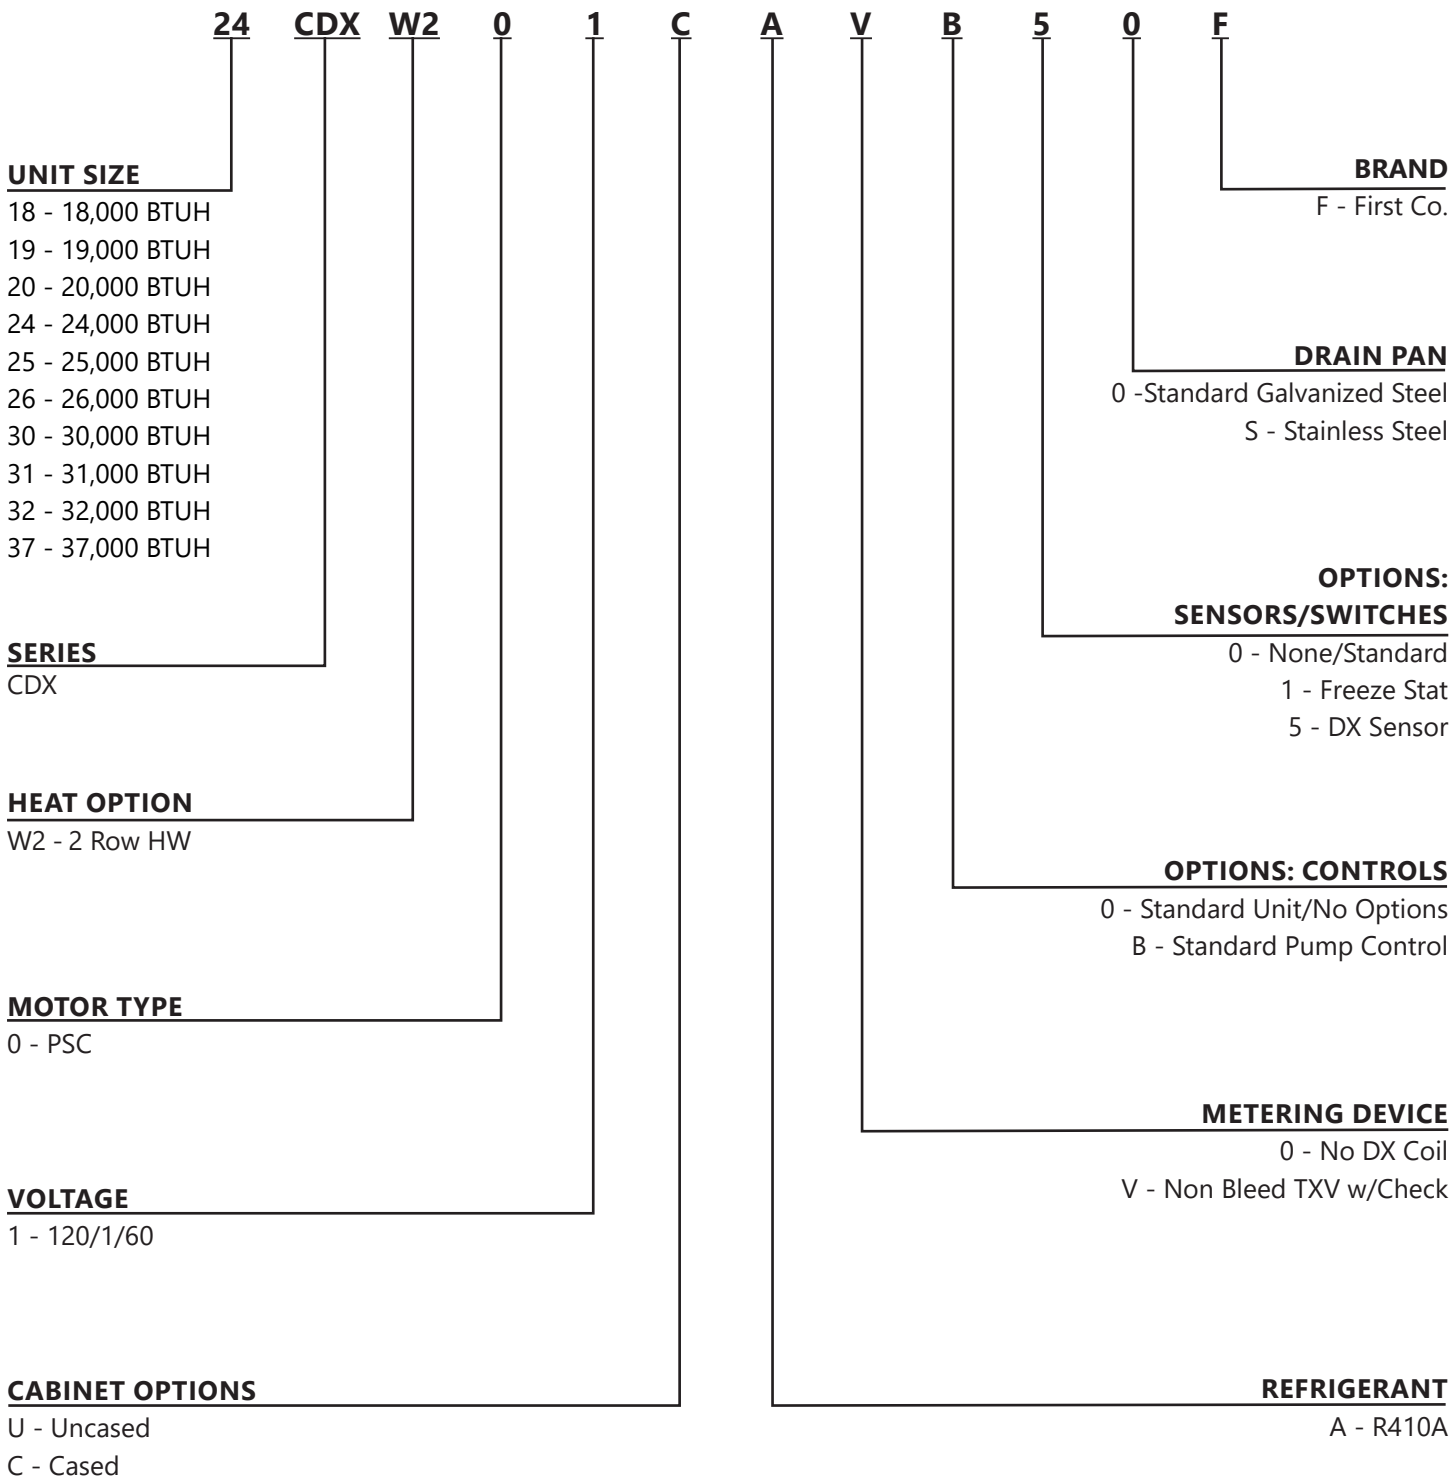 24 CDX W2 0 1 C A V B 5 0 F
UNIT SIZE
18 - 18,000 BTUH
19 - 19,000 BTUH
20 - 20,000 BTUH
24 - 24,000 BTUH
25 - 25,000 BTUH
26 - 26,000 BTUH
30 - 30,000 BTUH
31 - 31,000 BTUH
32 - 32,000 BTUH
37 - 37,000 BTUH
SERIES
CDX
HEAT OPTION
W2 - 2 Row HW
MOTOR TYPE
0 - PSC
VOLTAGE
1 - 120/1/60
CABINET OPTIONS
U - Uncased
C - Cased
BRAND
F - First Co.
DRAIN PAN
0 -Standard Galvanized Steel
S - Stainless Steel
OPTIONS:
SENSORS/SWITCHES
0 - None/Standard
1 - Freeze Stat
5 - DX Sensor
OPTIONS: CONTROLS
0 - Standard Unit/No Options
B - Standard Pump Control
METERING DEVICE
0 - No DX Coil
V - Non Bleed TXV w/Check
REFRIGERANT
A - R410A